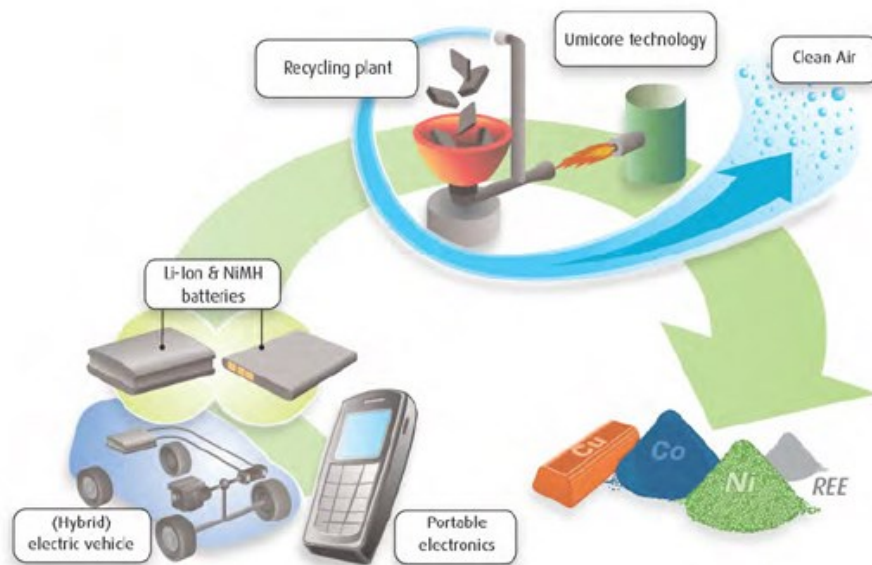 Recycling plant
Umicore technology
Clean Air
Li-Ion & NiMH
batteries
Cu
Co
Ni
REE
(Hybrid)
electric vehicle
Portable
electronics